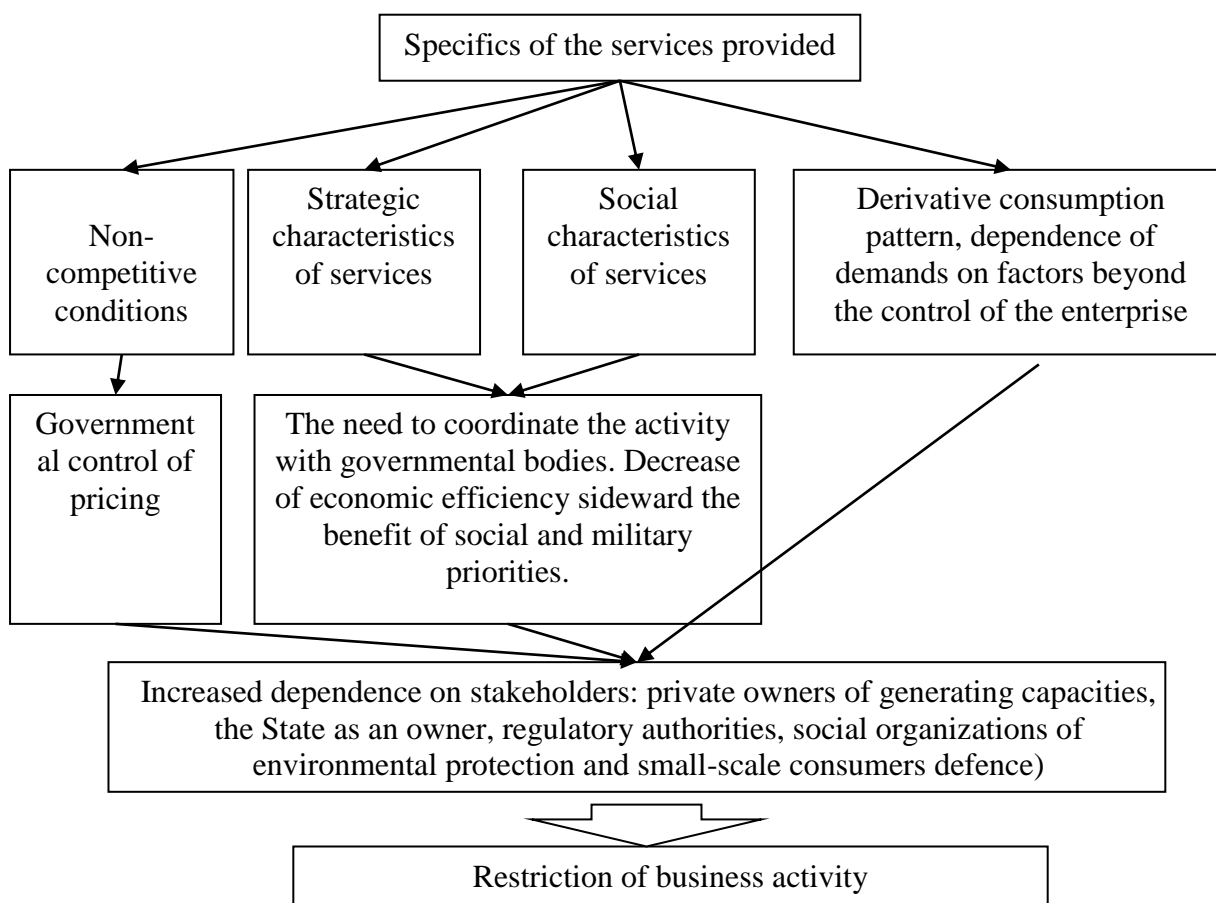 Specifics of the services provided
Non-
competitive
conditions
Strategic
characteristics
of services
Social
characteristics
of services
Derivative consumption
pattern, dependence of
demands on factors beyond
the control of the enterprise
Government
al control of
pricing
The need to coordinate the activity
with governmental bodies. Decrease
of economic efficiency sideward the
benefit of social and military
priorities.
Increased dependence on stakeholders: private owners of generating capacities,
the State as an owner, regulatory authorities, social organizations of
environmental protection and small-scale consumers defence)
Restriction of business activity